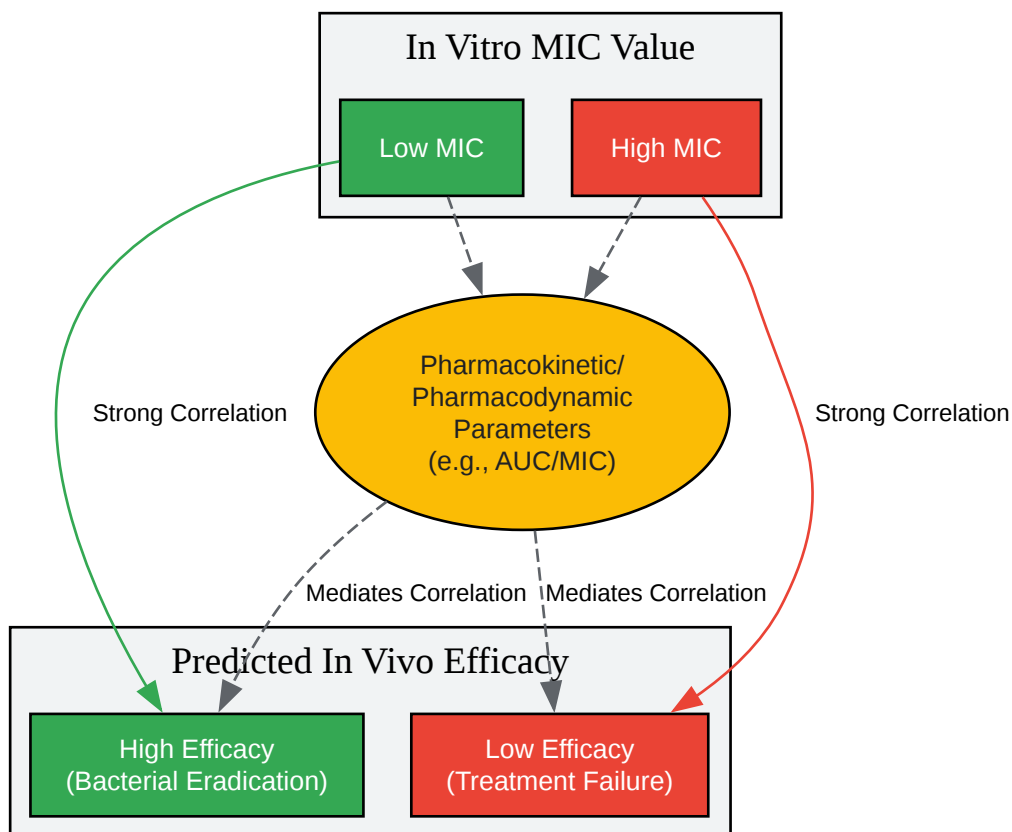 In Vitro MIC Value
Low MIC
High MIC
Pharmacokinetic/
Pharmacodynamic
Parameters
(e.g., AUC/MIC)
Strong Correlation
Strong Correlation
Mediates Correlation
Mediates Correlation
Predicted In Vivo Efficacy
High Efficacy
(Bacterial Eradication)
Low Efficacy
(Treatment Failure)